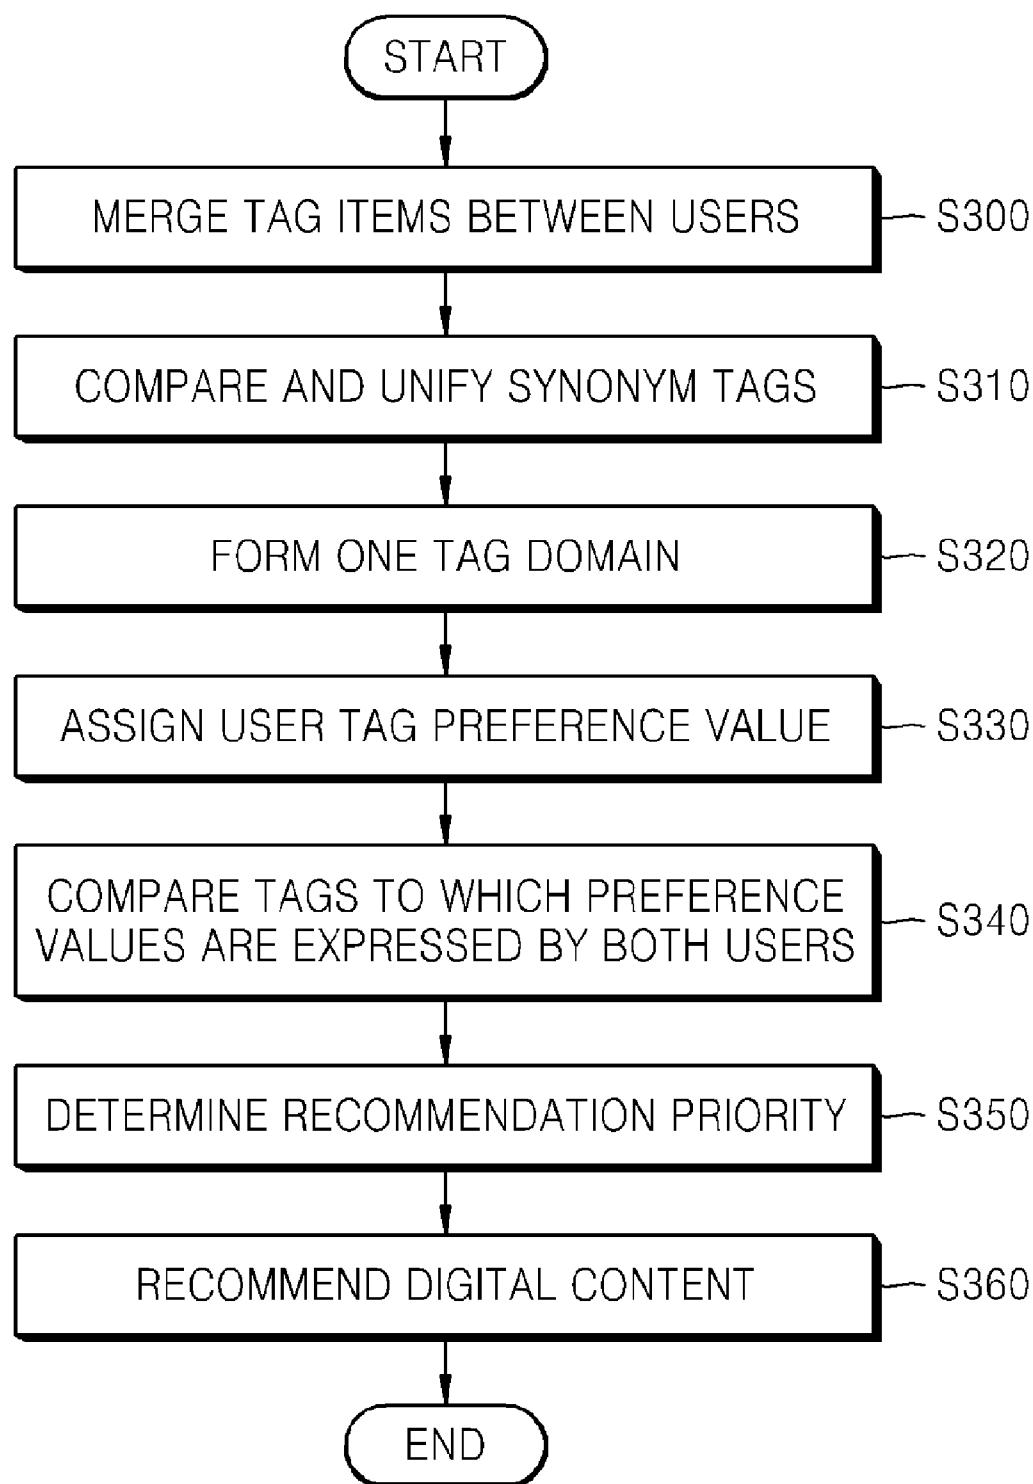 START
MERGE TAG ITEMS BETWEEN USERS
S300
COMPARE AND UNIFY SYNONYM TAGS
S310
FORM ONE TAG DOMAIN
S320
ASSIGN USER TAG PREFERENCE VALUE
S330
COMPARE TAGS TO WHICH PREFERENCE
VALUES ARE EXPRESSED BY BOTH USERS
S340
DETERMINE RECOMMENDATION PRIORITY
S350
RECOMMEND DIGITAL CONTENT
S360
END